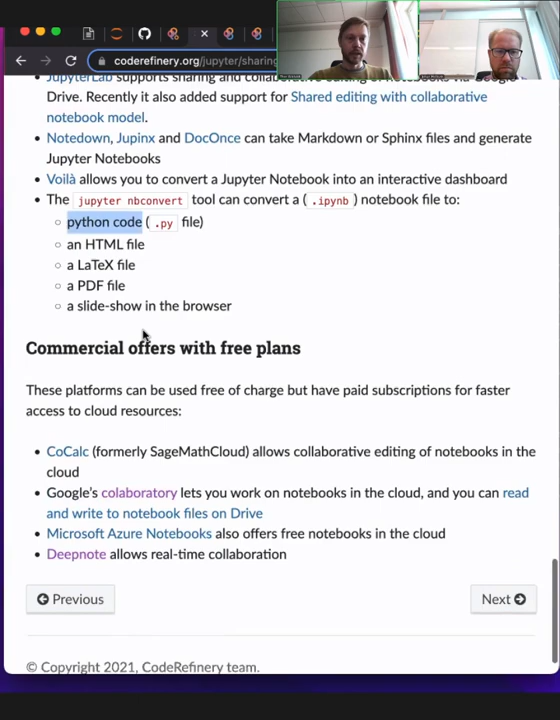 coderefinery.org/jupyter/sharing
JupyterLab supports sharing and collaborative editing of notebooks via Google
Drive. Recently it also added support for Shared editing with collaborative
notebook model.
Notedown, Jupinx and DocOnce can take Markdown or Sphinx files and generate
Jupyter Notebooks
Voilà allows you to convert a Jupyter Notebook into an interactive dashboard
The jupyter nbconvert tool can convert a ( .ipynb ) notebook file to:
python code ( .py file)
an HTML file
a LaTeX file
a PDF file
a slide-show in the browser
Commercial offers with free plans
These platforms can be used free of charge but have paid subscriptions for faster
access to cloud resources:
CoCalc (formerly SageMathCloud) allows collaborative editing of notebooks in the
cloud
Google's colaboratory lets you work on notebooks in the cloud, and you can read
and write to notebook files on Drive
Microsoft Azure Notebooks also offers free notebooks in the cloud
Deepnote allows real-time collaboration
Previous
Next
© Copyright 2021, CodeRefinery team.